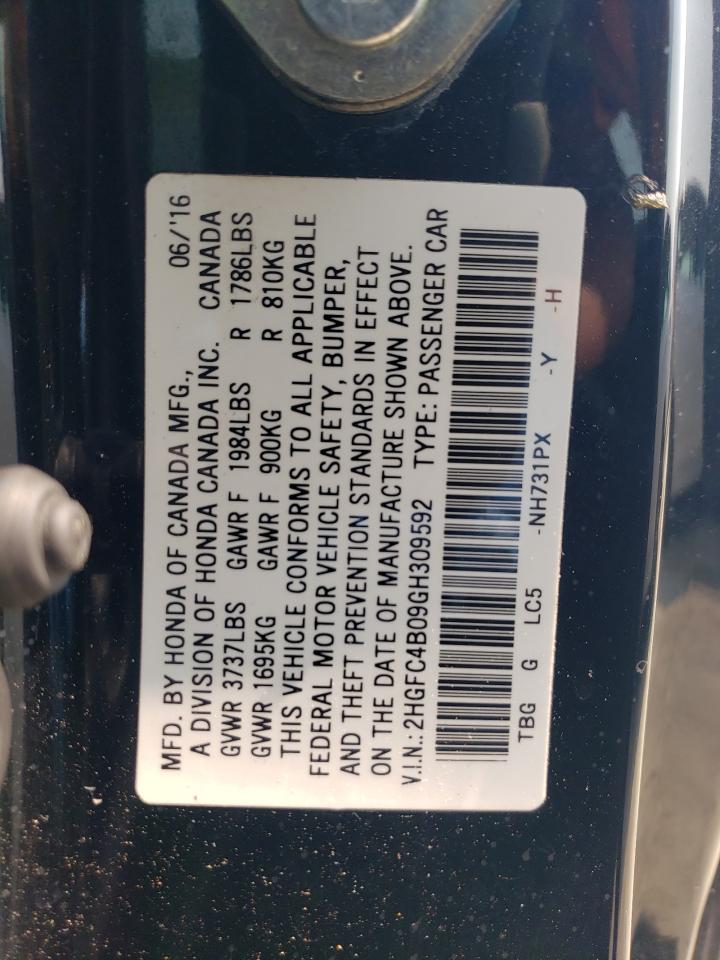 MFD. BY HONDA OF CANADA MFG., 06/'16
A DIVISION OF HONDA CANADA INC. CANADA
GVWR 3737LBS GAWR F 1984LBS R 1786LBS
GVWR 1695KG GAWR F 900KG R 810KG
THIS VEHICLE CONFORMS TO ALL APPLICABLE
FEDERAL MOTOR VEHICLE SAFETY, BUMPER,
AND THEFT PREVENTION STANDARDS IN EFFECT
ON THE DATE OF MANUFACTURE SHOWN ABOVE.
V.I.N.: 2HGFC4B09GH309592 TYPE: PASSENGER CAR
TBG G LC5 -NH731PX -Y -H